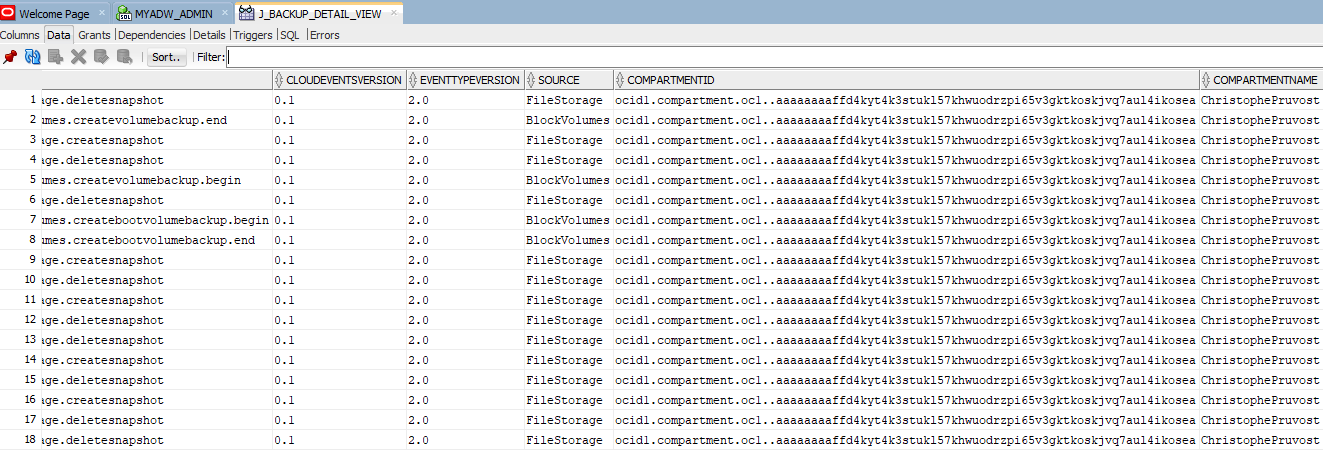 Welcome Page × MYADW_ADMIN × J_BACKUP_DETAIL_VIEW ×
Columns Data Grants Dependencies Details Triggers SQL Errors
Sort.. Filter:
CLOUDEVENTSVERSION EVENTTYPEVERSION SOURCE COMPARTMENTID COMPARTMENTNAME
1 age.deletesnapshot 0.1 2.0 FileStorage ocid1.compartment.oc1..aaaaaaaaffd4kyt4k3stukl57khwuodrzpi65v3gktkoskjvq7aul4ikosea ChristophePruvost
2 umes.createvolumebackup.end 0.1 2.0 BlockVolumes ocid1.compartment.oc1..aaaaaaaaffd4kyt4k3stukl57khwuodrzpi65v3gktkoskjvq7aul4ikosea ChristophePruvost
3 age.createsnapshot 0.1 2.0 FileStorage ocid1.compartment.oc1..aaaaaaaaffd4kyt4k3stukl57khwuodrzpi65v3gktkoskjvq7aul4ikosea ChristophePruvost
4 age.deletesnapshot 0.1 2.0 FileStorage ocid1.compartment.oc1..aaaaaaaaffd4kyt4k3stukl57khwuodrzpi65v3gktkoskjvq7aul4ikosea ChristophePruvost
5 umes.createvolumebackup.begin 0.1 2.0 BlockVolumes ocid1.compartment.oc1..aaaaaaaaffd4kyt4k3stukl57khwuodrzpi65v3gktkoskjvq7aul4ikosea ChristophePruvost
6 age.deletesnapshot 0.1 2.0 FileStorage ocid1.compartment.oc1..aaaaaaaaffd4kyt4k3stukl57khwuodrzpi65v3gktkoskjvq7aul4ikosea ChristophePruvost
7 umes.createbootvolumebackup.begin 0.1 2.0 BlockVolumes ocid1.compartment.oc1..aaaaaaaaffd4kyt4k3stukl57khwuodrzpi65v3gktkoskjvq7aul4ikosea ChristophePruvost
8 umes.createbootvolumebackup.end 0.1 2.0 BlockVolumes ocid1.compartment.oc1..aaaaaaaaffd4kyt4k3stukl57khwuodrzpi65v3gktkoskjvq7aul4ikosea ChristophePruvost
9 age.createsnapshot 0.1 2.0 FileStorage ocid1.compartment.oc1..aaaaaaaaffd4kyt4k3stukl57khwuodrzpi65v3gktkoskjvq7aul4ikosea ChristophePruvost
10 age.deletesnapshot 0.1 2.0 FileStorage ocid1.compartment.oc1..aaaaaaaaffd4kyt4k3stukl57khwuodrzpi65v3gktkoskjvq7aul4ikosea ChristophePruvost
11 age.createsnapshot 0.1 2.0 FileStorage ocid1.compartment.oc1..aaaaaaaaffd4kyt4k3stukl57khwuodrzpi65v3gktkoskjvq7aul4ikosea ChristophePruvost
12 age.deletesnapshot 0.1 2.0 FileStorage ocid1.compartment.oc1..aaaaaaaaffd4kyt4k3stukl57khwuodrzpi65v3gktkoskjvq7aul4ikosea ChristophePruvost
13 age.deletesnapshot 0.1 2.0 FileStorage ocid1.compartment.oc1..aaaaaaaaffd4kyt4k3stukl57khwuodrzpi65v3gktkoskjvq7aul4ikosea ChristophePruvost
14 age.createsnapshot 0.1 2.0 FileStorage ocid1.compartment.oc1..aaaaaaaaffd4kyt4k3stukl57khwuodrzpi65v3gktkoskjvq7aul4ikosea ChristophePruvost
15 age.deletesnapshot 0.1 2.0 FileStorage ocid1.compartment.oc1..aaaaaaaaffd4kyt4k3stukl57khwuodrzpi65v3gktkoskjvq7aul4ikosea ChristophePruvost
16 age.createsnapshot 0.1 2.0 FileStorage ocid1.compartment.oc1..aaaaaaaaffd4kyt4k3stukl57khwuodrzpi65v3gktkoskjvq7aul4ikosea ChristophePruvost
17 age.deletesnapshot 0.1 2.0 FileStorage ocid1.compartment.oc1..aaaaaaaaffd4kyt4k3stukl57khwuodrzpi65v3gktkoskjvq7aul4ikosea ChristophePruvost
18 age.deletesnapshot 0.1 2.0 FileStorage ocid1.compartment.oc1..aaaaaaaaffd4kyt4k3stukl57khwuodrzpi65v3gktkoskjvq7aul4ikosea ChristophePruvost